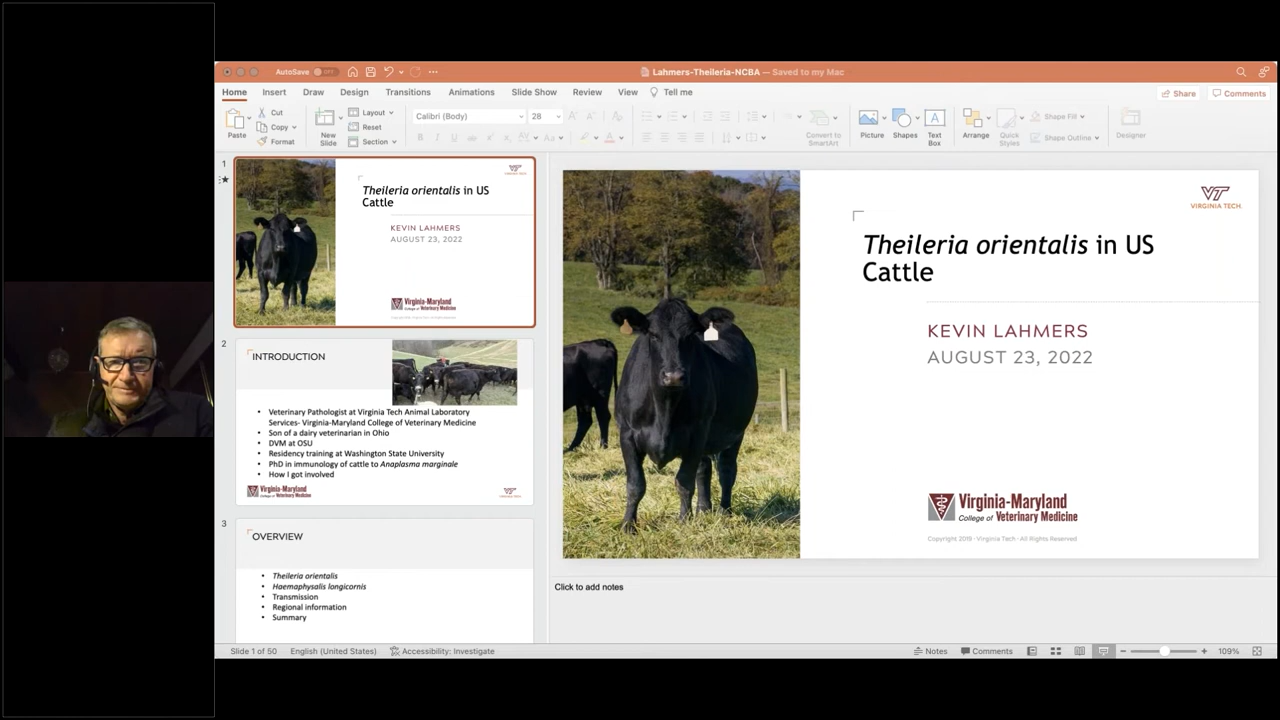 AutoSave OFF
Lahmers-Theileria-NCBA — Saved to my Mac
Home Insert Draw Design Transitions Animations Slide Show Review View Tell me
Share Comments
Paste
Cut
Copy
Format
New Slide
Layout
Reset
Section
Calibri (Body) 28
Convert to SmartArt
Picture
Shapes
Text Box
Arrange
Quick Styles
Shape Fill
Shape Outline
Designer
1
VIRGINIA TECH.
Theileria orientalis in US
Cattle
KEVIN LAHMERS
AUGUST 23, 2022
Virginia-Maryland
College of Veterinary Medicine
2
INTRODUCTION
• Veterinary Pathologist at Virginia Tech Animal Laboratory
Services- Virginia-Maryland College of Veterinary Medicine
• Son of a dairy veterinarian in Ohio
• DVM at OSU
• Residency training at Washington State University
• PhD in immunology of cattle to Anaplasma marginale
• How I got involved
Virginia-Maryland
College of Veterinary Medicine
3
OVERVIEW
• Theileria orientalis
• Haemaphysalis longicornis
• Transmission
• Regional information
• Summary
VT
VIRGINIA TECH.
Theileria orientalis in US
Cattle
KEVIN LAHMERS
AUGUST 23, 2022
Virginia-Maryland
College of Veterinary Medicine
Copyright 2018 · Virginia Tech · All Rights Reserved
Click to add notes
Slide 1 of 50 English (United States) Accessibility: Investigate
Notes Comments 109%